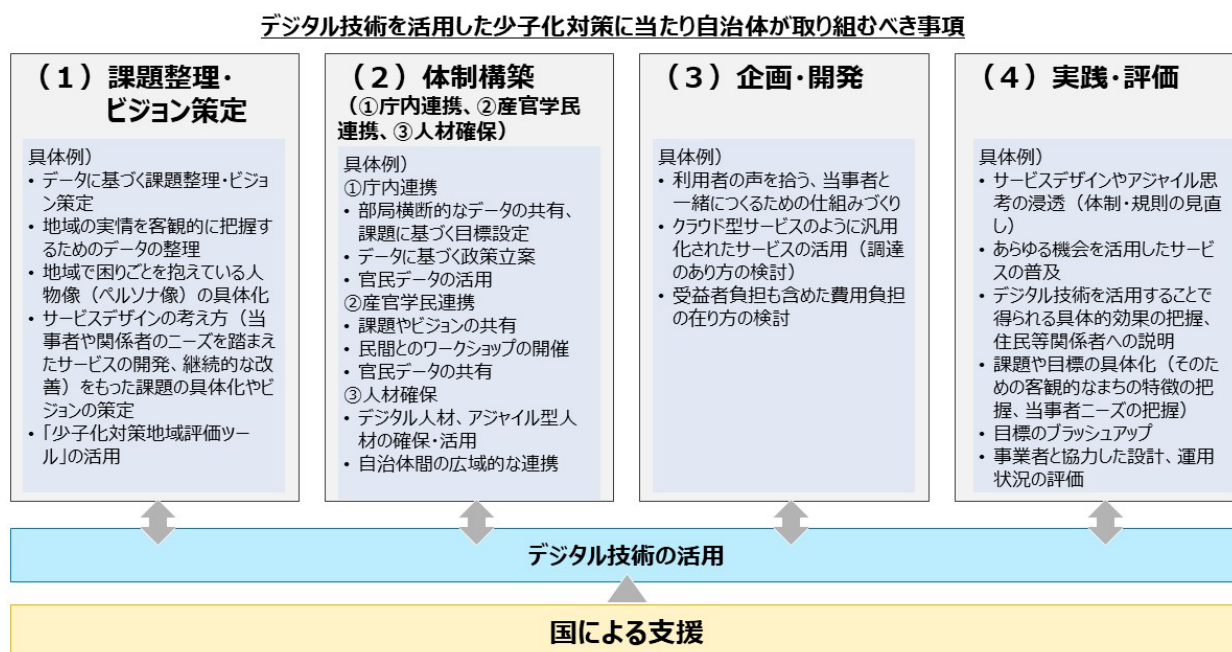 デジタル技術を活用した少子化対策に当たり自治体が取り組むべき事項
（１）課題整理・
ビジョン策定
具体例）
• データに基づく課題整理・ビジョ
ン策定
• 地域の実情を客観的に把握す
るためのデータの整理
• 地域で困りごとを抱えている人
物像（ペルソナ像）の具体化
• サービスデザインの考え方（当
事者や関係者のニーズを踏まえ
たサービスの開発、継続的な改
善）をもった課題の具体化やビ
ジョンの策定
• 「少子化対策地域評価ツー
ル」の活用
（２）体制構築
（①庁内連携、②産官学民
連携、③人材確保）
具体例）
①庁内連携
• 部局横断的なデータの共有、
課題に基づく目標設定
• データに基づく政策立案
• 官民データの活用
②産官学民連携
• 課題やビジョンの共有
• 民間とのワークショップの開催
• 官民データの共有
③人材確保
• デジタル人材、アジャイル型人
材の確保・活用
• 自治体間の広域的な連携
（３）企画・開発
具体例）
• 利用者の声を拾う、当事者と
一緒につくるための仕組みづくり
• クラウド型サービスのように汎用
化されたサービスの活用（調達
のあり方の検討）
• 受益者負担も含めた費用負担
の在り方の検討
（４）実践・評価
具体例）
• サービスデザインやアジャイル思
考の浸透（体制・規則の見直
し）
• あらゆる機会を活用したサービ
スの普及
• デジタル技術を活用することで
得られる具体的効果の把握、
住民等関係者への説明
• 課題や目標の具体化（そのた
めの客観的なまちの特徴の把
握、当事者ニーズの把握）
• 目標のブラッシュアップ
• 事業者と協力した設計、運用
状況の評価
デジタル技術の活用
国による支援